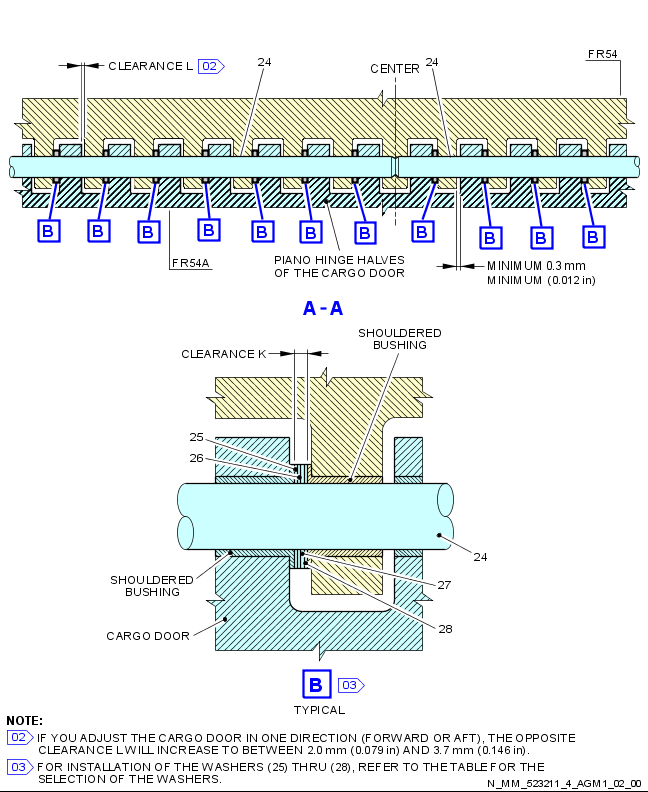 CLEARANCE L 02
24
CENTER
24
FR54
B B B B B B B B B B B
FR54A
PIANO HINGE HALVES
OF THE CARGO DOOR
MINIMUM 0.3 mm
MINIMUM (0.012 in)
A-A
SHOULDERED
BUSHING
CLEARANCE K
25
26
24
27
28
SHOULDERED
BUSHING
CARGO DOOR
B 03
TYPICAL
NOTE:
02 IF YOU ADJUST THE CARGO DOOR IN ONE DIRECTION (FORWARD OR AFT), THE OPPOSITE
CLEARANCE L WILL INCREASE TO BETWEEN 2.0 mm (0.079 in) AND 3.7 mm (0.146 in).
03 FOR INSTALLATION OF THE WASHERS (25) THRU (28), REFER TO THE TABLE FOR THE
SELECTION OF THE WASHERS.
N_MM_523211_4_AGM1_02_00